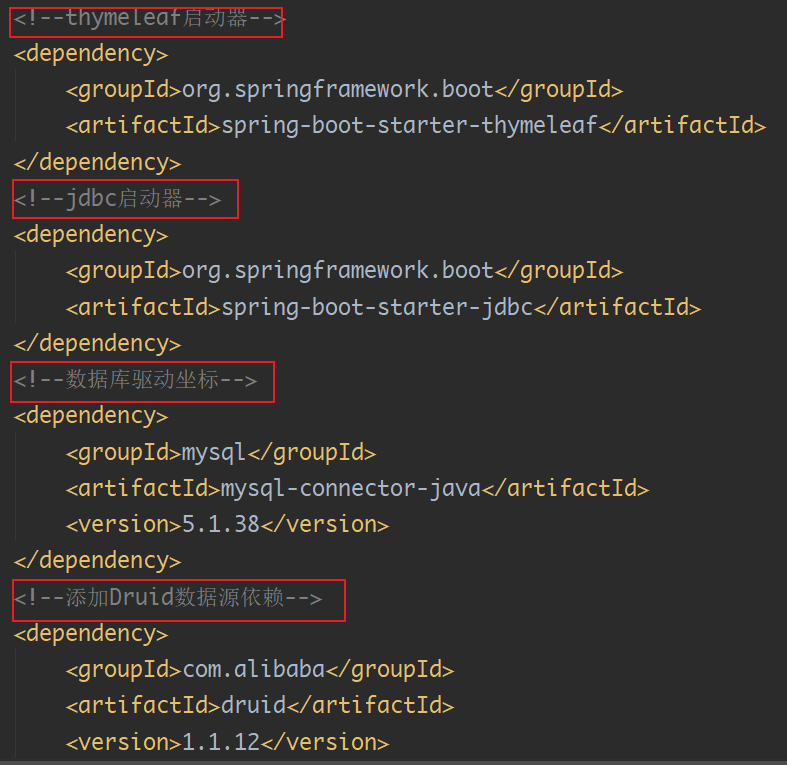 <!--thymeleaf启动器-->
<dependency>
<groupId>org.springframework.boot</groupId>
<artifactId>spring-boot-starter-thymeleaf</artifactId>
</dependency>
<!--jdbc启动器-->
<dependency>
<groupId>org.springframework.boot</groupId>
<artifactId>spring-boot-starter-jdbc</artifactId>
</dependency>
<!--数据库驱动坐标-->
<dependency>
<groupId>mysql</groupId>
<artifactId>mysql-connector-java</artifactId>
<version>5.1.38</version>
</dependency>
<!--添加Druid数据源依赖-->
<dependency>
<groupId>com.alibaba</groupId>
<artifactId>druid</artifactId>
<version>1.1.12</version>